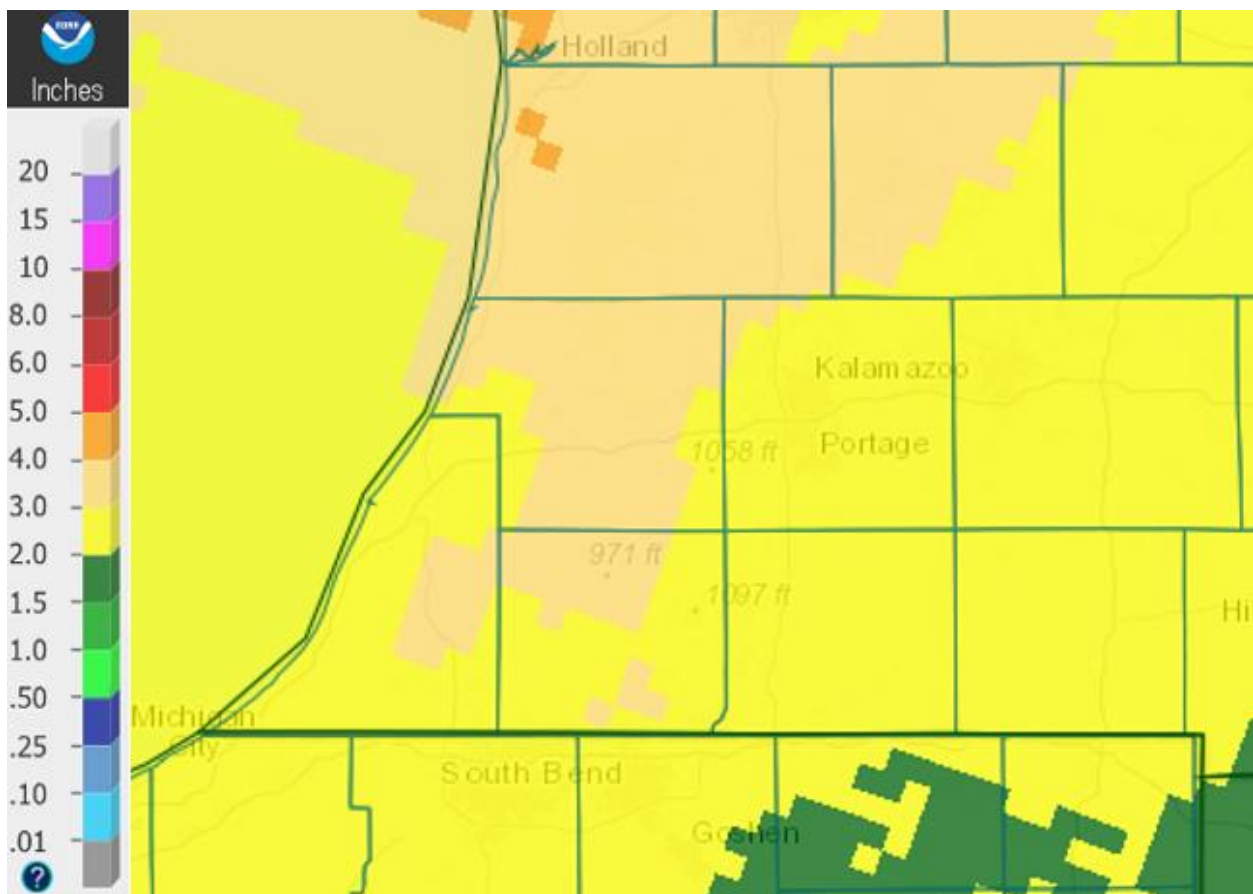 NOAA
Inches
20
15
10
8.0
6.0
5.0
4.0
3.0
2.0
1.5
1.0
.50
.25
.10
.01
?
Holland
Kalamazoo
Portage
1058 ft
971 ft
1097 ft
Hi
Michigan
City
South Bend
Goshen